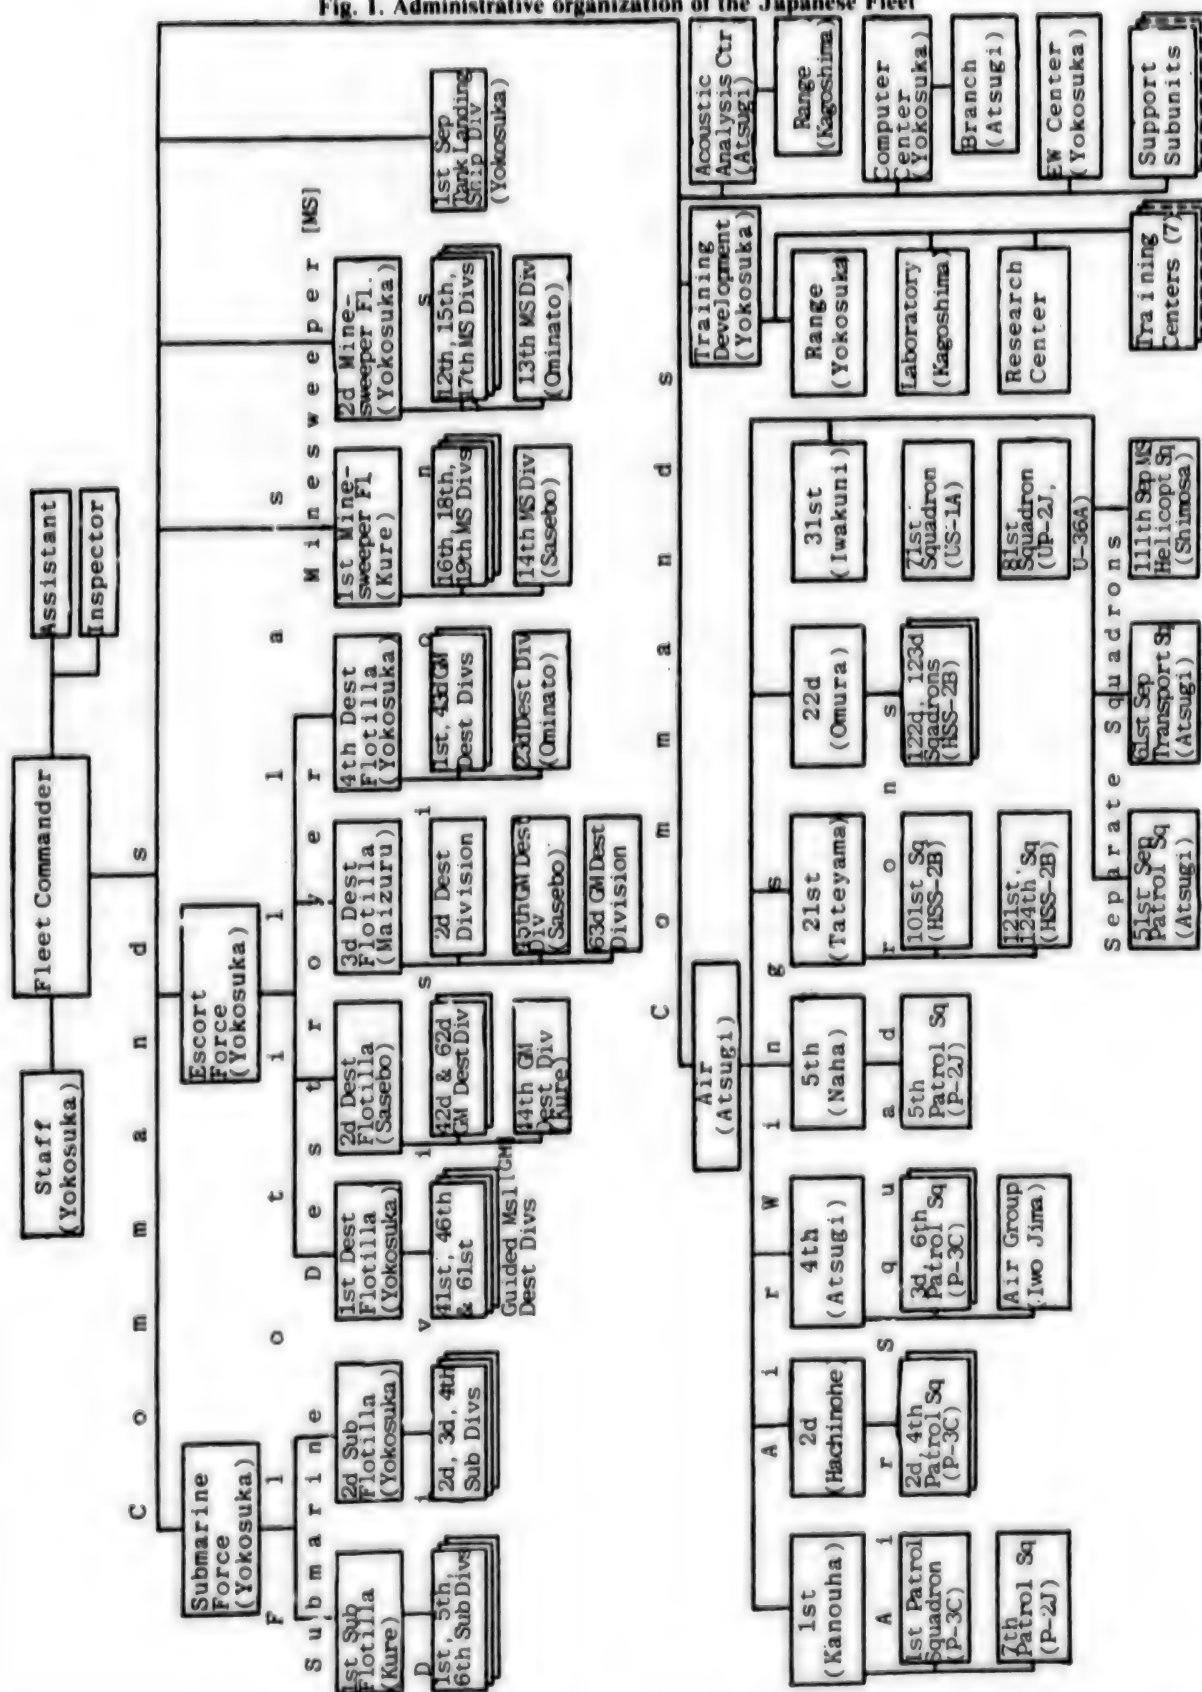 Fig. 1. Administrative organization of the Japanese Fleet
Staff
(Yokosuka)
Fleet Commander
Assistant
Inspector
Commands
Submarine
Force
(Yokosuka)
Escort
Force
(Yokosuka)
Flotillas
Submarine
Destroyer
Minesweeper [MS]
1st Sub
Flotilla
(Kure)
2d Sub
Flotilla
(Yokosuka)
1st Dest
Flotilla
(Yokosuka)
2d Dest
Flotilla
(Sasebo)
3d Dest
Flotilla
(Maizuru)
4th Dest
Flotilla
(Yokosuka)
1st Mine-
sweeper Fl
(Kure)
2d Mine-
sweeper Fl.
(Yokosuka)
1st Sep
Tank Landing
Ship Div
(Yokosuka)
Divisions
1st, 5th,
6th Sub Divs
2d, 3d, 4th
Sub Divs
41st, 46th
& 61st
Guided Msl [GM]
Dest Divs
42d & 62d
GM Dest Div
44th GM
Dest Div
(Kure)
2d Dest
Division
45th GM Dest
Div
(Sasebo)
63d GM Dest
Division
1st, 43d GM
Dest Divs
23d Dest Div
(Ominato)
16th, 18th,
19th MS Divs
14th MS Div
(Sasebo)
12th, 15th,
17th MS Divs
13th MS Div
(Ominato)
Commands
Air
(Atsugi)
Training
Development
(Yokosuka)
Range
(Yokosuka)
Laboratory
(Kagoshima)
Research
Center
Training
Centers (7)
Acoustic
Analysis Ctr
(Atsugi)
Range
(Kagoshima)
Computer
Center
(Yokosuka)
Branch
(Atsugi)
EW Center
(Yokosuka)
Support
Subunits
Air Wings
1st
(Kanouha)
2d
(Hachinohe)
4th
(Atsugi)
5th
(Naha)
21st
(Tateyama)
22d
(Omura)
31st
(Iwakuni)
Air Squadrons
1st Patrol
Squadron
(P-3C)
7th
Patrol Sq
(P-2J)
2d, 4th
Patrol Sq
(P-3C)
3d, 6th
Patrol Sq
(P-3C)
Air Group
(Iwo Jima)
5th
Patrol Sq
(P-2J)
101st Sq
(HSS-2B)
121st,
124th Sq
(HSS-2B)
122d, 123d
Sqadrons
(HSS-2B)
71st
Squadron
(US-1A)
81st
Squadron
(UP-2J,
U-36A)
Separate Squadrons
51st Sep
Patrol Sq
(Atsugi)
61st Sep
Transport Sq
(Atsugi)
111th Sep MS
Helicopt Sq
(Shimosa)